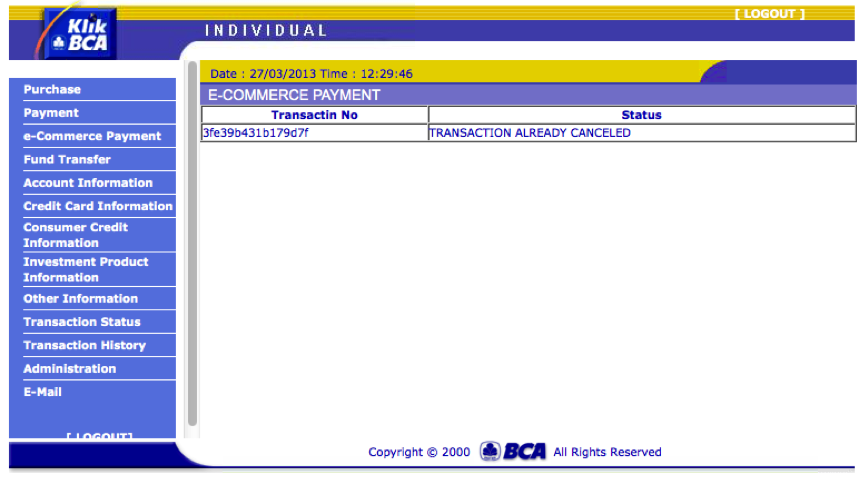 [ LOGOUT ]
Klik
BCA
INDIVIDUAL
Date : 27/03/2013 Time : 12:29:46
E-COMMERCE PAYMENT
Transactin No Status
3fe39b431b179d7f TRANSACTION ALREADY CANCELED
Purchase
Payment
e-Commerce Payment
Fund Transfer
Account Information
Credit Card Information
Consumer Credit
Information
Investment Product
Information
Other Information
Transaction Status
Transaction History
Administration
E-Mail
[ LOGOUT]
Copyright © 2000 BCA All Rights Reserved